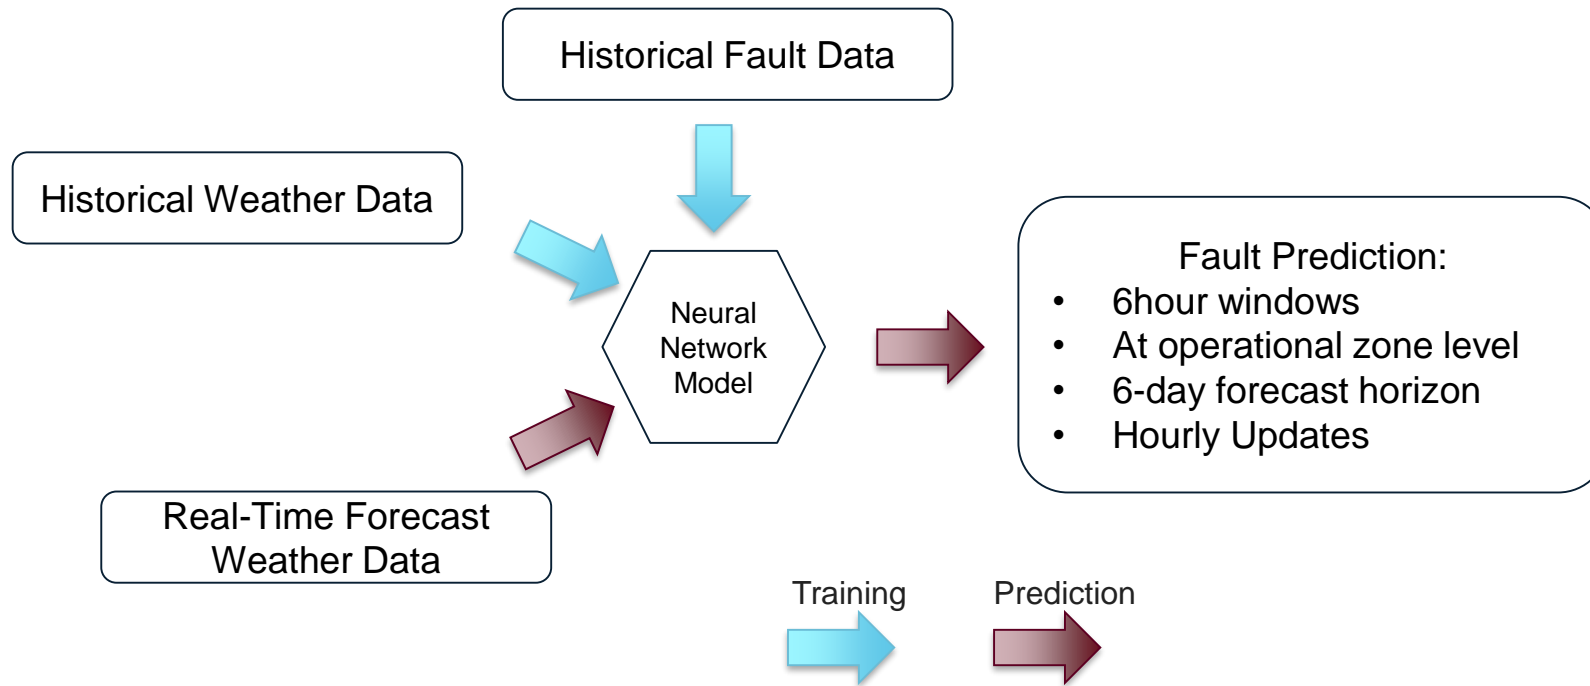 Historical Fault Data
Historical Weather Data
Neural
Network
Model
Fault Prediction:
• 6hour windows
• At operational zone level
• 6-day forecast horizon
• Hourly Updates
Real-Time Forecast
Weather Data
Training
Prediction